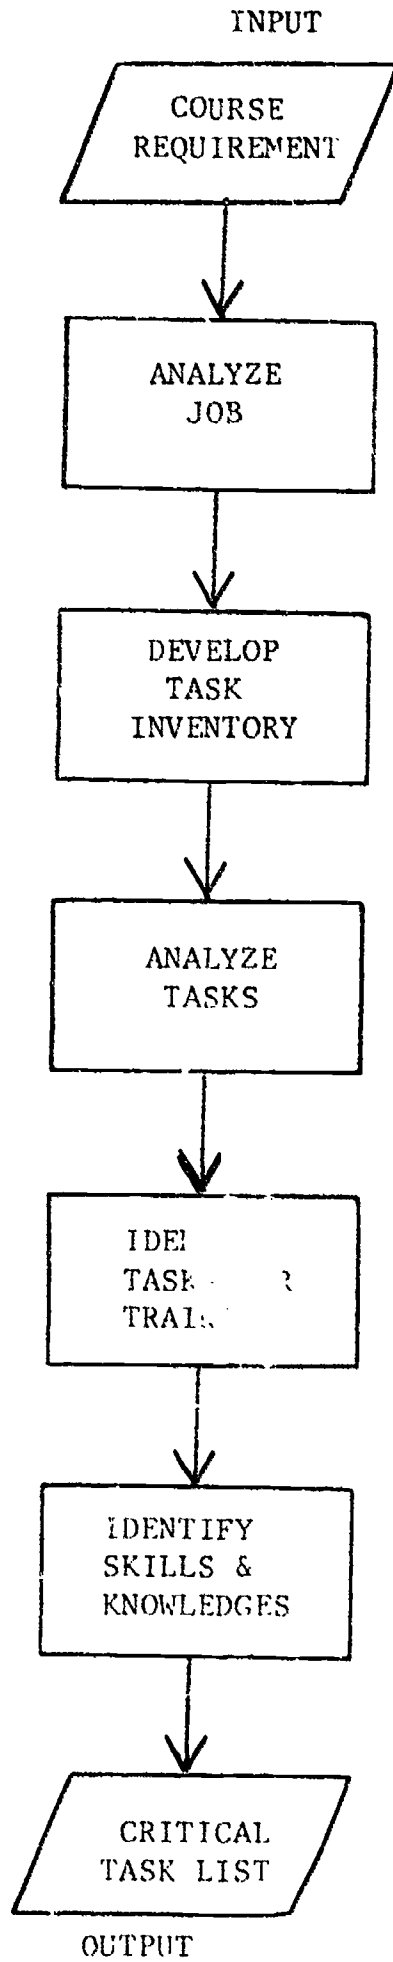 INPUT
COURSE
REQUIREMENT
ANALYZE
JOB
DEVELOP
TASK
INVENTORY
ANALYZE
TASKS
IDENTIFY
SKILLS &
KNOWLEDGES
CRITICAL
TASK LIST
OUTPUT